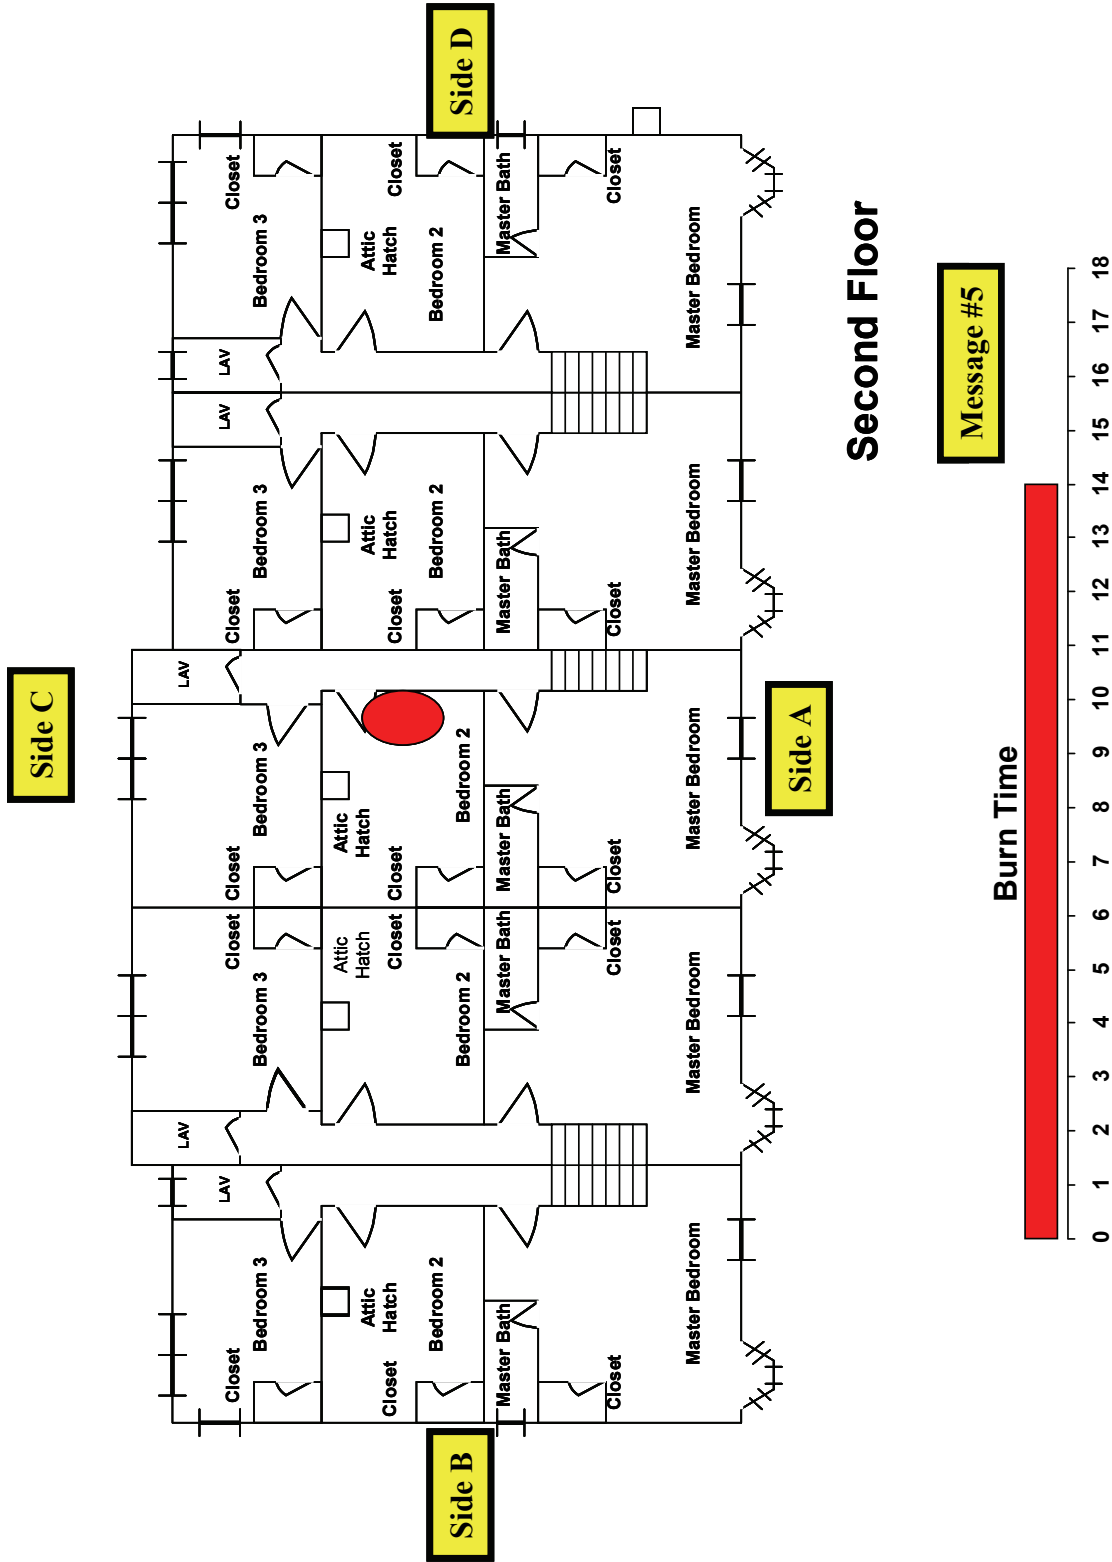 Side C
LAV
LAV
LAV
LAV
LAV
Closet
Closet
Closet
Closet
Closet
Bedroom 3
Bedroom 3
Bedroom 3
Bedroom 3
Bedroom 3
Attic
Hatch
Attic
Hatch
Attic
Hatch
Attic
Hatch
Attic
Hatch
Closet
Closet
Closet
Closet
Closet
Bedroom 2
Bedroom 2
Bedroom 2
Bedroom 2
Bedroom 2
Side B
Side D
Master Bath
Master Bath
Master Bath
Master Bath
Master Bath
Closet
Closet
Closet
Closet
Closet
Master Bedroom
Master Bedroom
Master Bedroom
Master Bedroom
Master Bedroom
Side A
Second Floor
Message #5
Burn Time
0 1 2 3 4 5 6 7 8 9 10 11 12 13 14 15 16 17 18